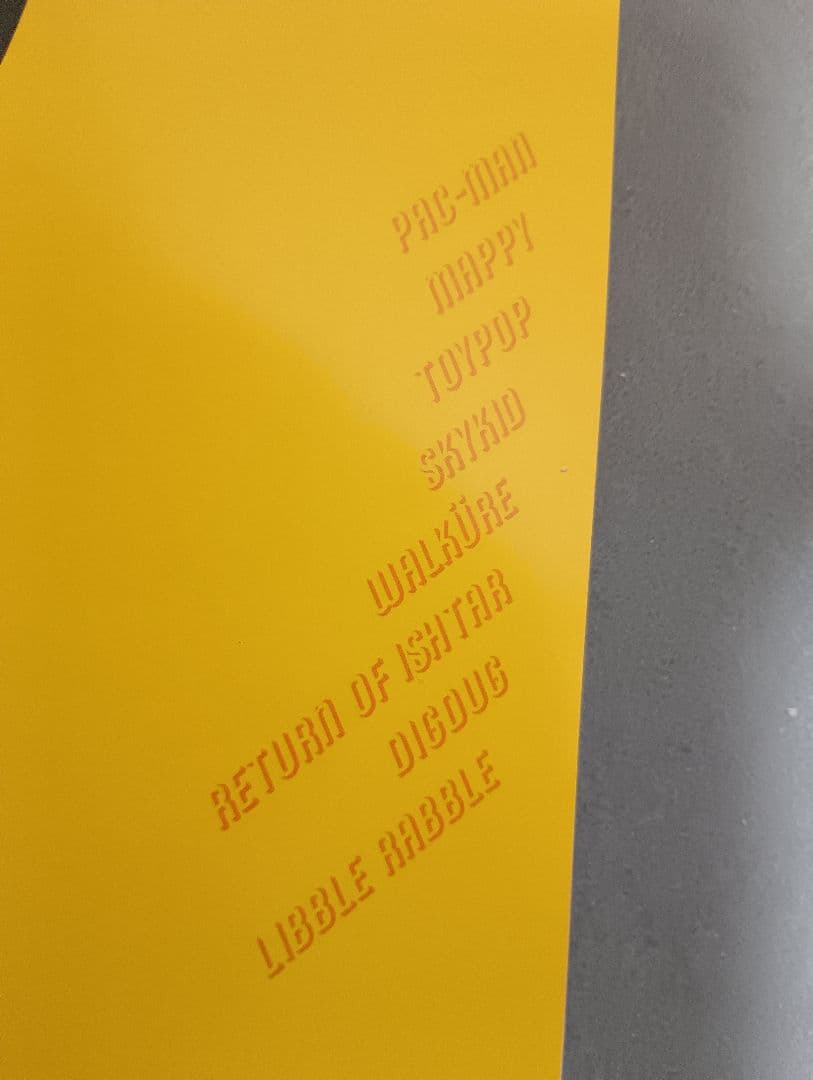 PAC-MAN
MAPPY
TOYPOP
SKYKID
WALKÜRE
RETURN OF ISHTAR
DIGDUG
LIBBLE RABBLE